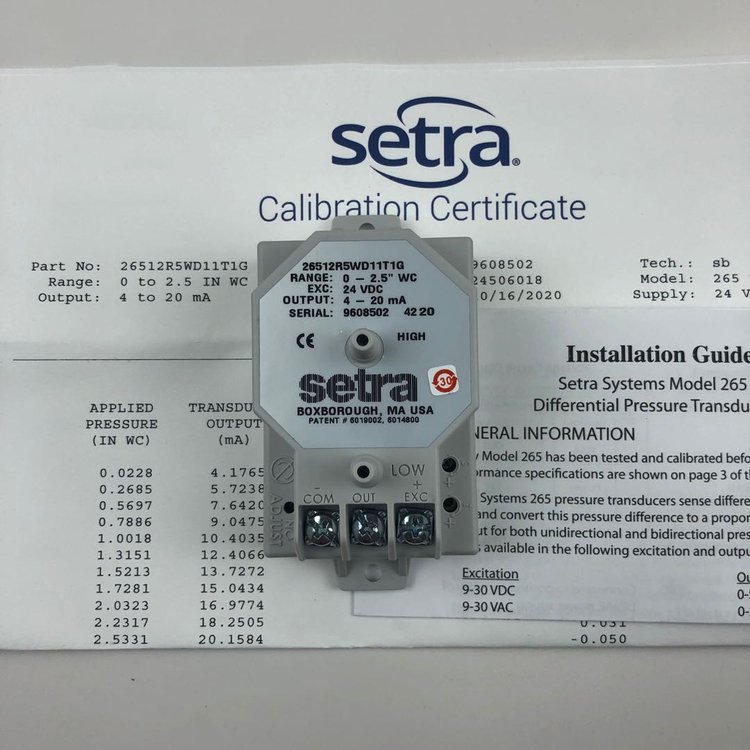 setra
Calibration Certificate
Part No: 26512R5WD11T1G
Range: 0 to 2.5 IN WC
Output: 4 to 20 mA
9608502
24506018
0/16/2020
Tech.: sb
Model: 265
Supply: 24 V
26512R5WD11T1G
RANGE: 0 – 2.5" WC
EXC: 24 VDC
OUTPUT: 4 – 20 mA
SERIAL: 9608502 4220
CE HIGH
setra
30
BOXBOROUGH, MA USA
PATENT # 6019002, 6014800
LOW
- +
COM OUT EXC
ADJUST
Installation Guide
Setra Systems Model 265
Differential Pressure Transdu
NERAL INFORMATION
y Model 265 has been tested and calibrated befo
formance specifications are shown on page 3 of th
Systems 265 pressure transducers sense differ
and convert this pressure difference to a propo
ut for both unidirectional and bidirectional pres
s available in the following excitation and outpu
Excitation Ou
9-30 VDC 0-
9-30 VAC 0-
APPLIED TRANSDU
PRESSURE OUTPUT
(IN WC) (mA)
0.0228 4.1765
0.2685 5.7238
0.5697 7.6420
0.7886 9.0475
1.0018 10.4035
1.3151 12.4066
1.5213 13.7272
1.7281 15.0434
2.0323 16.9774
2.2317 18.2505 0.031
2.5331 20.1584 -0.050